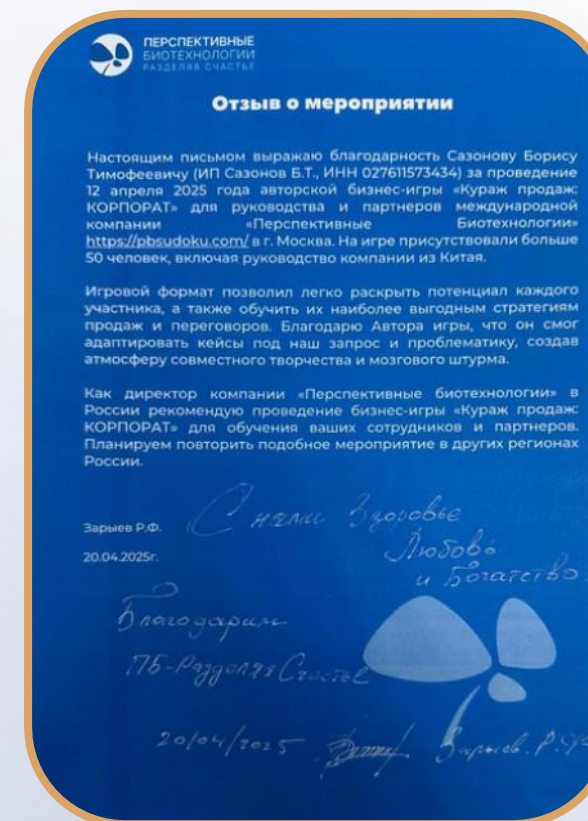 ПЕРСПЕКТИВНЫЕ
БИОТЕХНОЛОГИИ
РАЗДЕЛЯЯ СЧАСТЬЕ
Отзыв о мероприятии
Настоящим письмом выражаю благодарность Сазонову Борису
Тимофеевичу (ИП Сазонов Б.Т., ИНН 027611573434) за проведение
12 апреля 2025 года авторской бизнес-игры «Кураж продаж:
КОРПОРАТ» для руководства и партнеров международной
компании «Перспективные Биотехнологии»
https://pbsudoku.com/ в г. Москва. На игре присутствовали больше
50 человек, включая руководство компании из Китая.
Игровой формат позволил легко раскрыть потенциал каждого
участника, а также обучить их наиболее выгодным стратегиям
продаж и переговоров. Благодарю Автора игры, что он смог
адаптировать кейсы под наш запрос и проблематику, создав
атмосферу совместного творчества и мозгового штурма.
Как директор компании «Перспективные биотехнологии» в
России рекомендую проведение бизнес-игры «Кураж продаж:
КОРПОРАТ» для обучения ваших сотрудников и партнеров.
Планируем повторить подобное мероприятие в других регионах
России.
С нами Здоровье
Зарыев Р.Ф.
Любовь
20.04.2025г.
и Богатство
Благодарим
ПБ-Разделяя Счастье
20/04/2025 Зарыев. Р.Ф